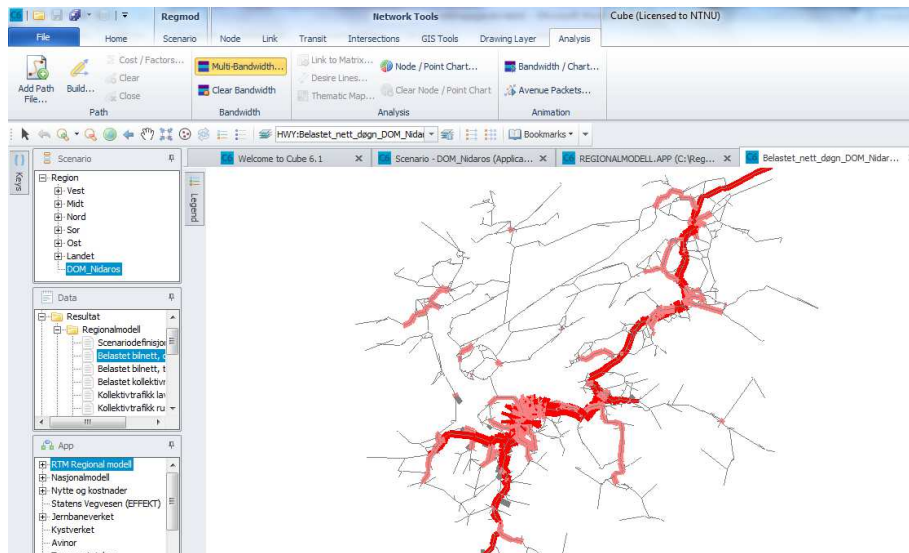 Regmod
Network Tools
Cube (Licensed to NTNU)
File
Home
Scenario
Node
Link
Transit
Intersections
GIS Tools
Drawing Layer
Analysis
Add Path File...
Build...
Cost / Factors...
Clear
Close
Path
Multi-Bandwidth...
Clear Bandwidth
Bandwidth
Link to Matrix...
Desire Lines...
Thematic Map...
Node / Point Chart...
Clear Node / Point Chart
Analysis
Bandwidth / Chart...
Avenue Packets...
Animation
HWY:Belastet_nett_døgn_DOM_Nidar
Bookmarks
Keys
Scenario
Region
Vest
Midt
Nord
Sor
Ost
Landet
DOM_Nidaros
Data
Resultat
Regionalmodell
Scenariodefinisjor
Belastet bilnett, d
Belastet bilnett, t
Belastet kollektivr
Kollektivtrafikk lav
Kollektivtrafikk ru
App
RTM Regional modell
Nasjonalmodell
Nytte og kostnader
Statens Vegvesen (EFFEKT)
Jernbaneverket
Kystverket
Avinor
Legend
Welcome to Cube 6.1
Scenario - DOM_Nidaros (Applica...
REGIONALMODELL.APP (C:\Reg...
Belastet_nett_døgn_DOM_Nidar...